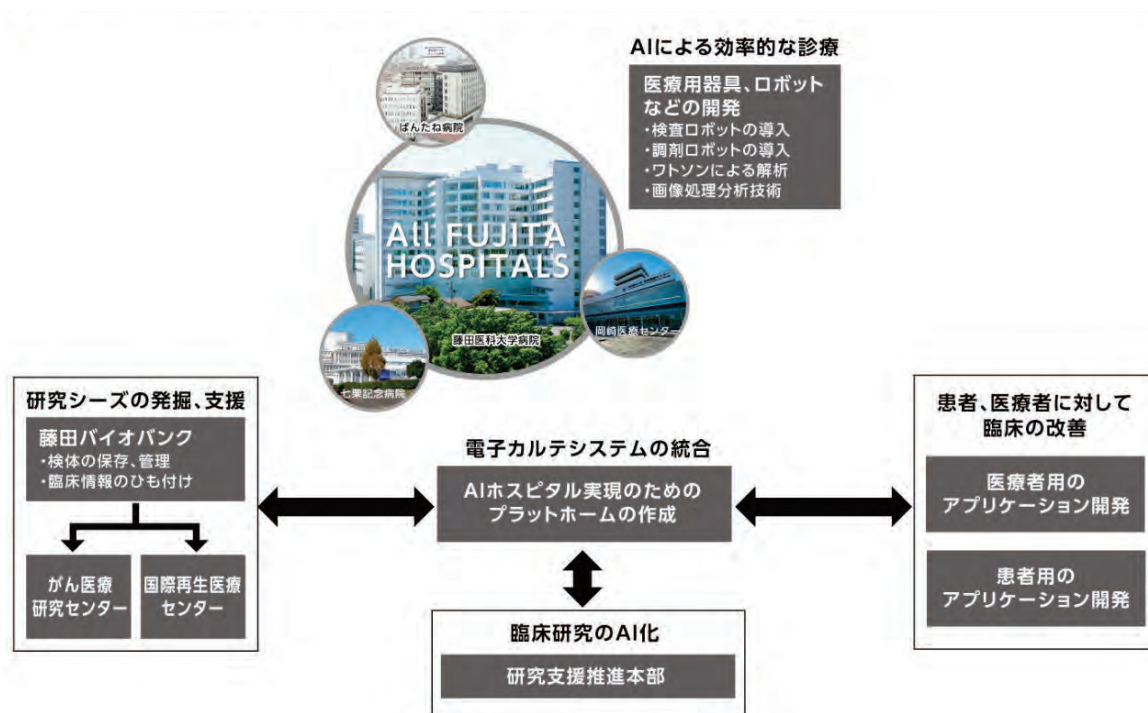 AIによる効率的な診療
医療用器具、ロボット
などの開発
・検査ロボットの導入
・調剤ロボットの導入
・ワトソンによる解析
・画像処理分析技術
ばんたね病院
All FUJITA
HOSPITALS
岡崎医療センター
藤田医科大学病院
七栗記念病院
研究シーズの発掘、支援
藤田バイオバンク
・検体の保存、管理
・臨床情報のひも付け
がん医療
研究センター
国際再生医療
センター
電子カルテシステムの統合
AIホスピタル実現のための
プラットホームの作成
臨床研究のAI化
研究支援推進本部
患者、医療者に対して
臨床の改善
医療者用の
アプリケーション開発
患者用の
アプリケーション開発